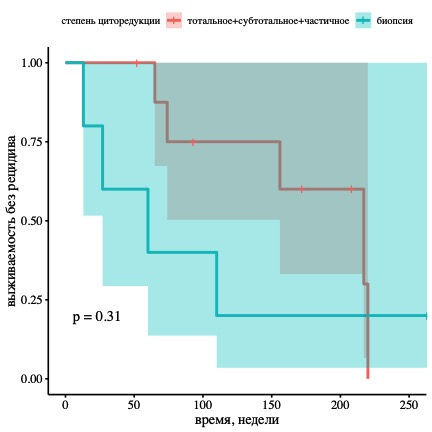 степень циторедукции тотальное+субтотальное+частичное биопсия
1.00
0.75
0.50
0.25
0.00
выживаемость без рецидива
p = 0.31
0 50 100 150 200 250
время, недели